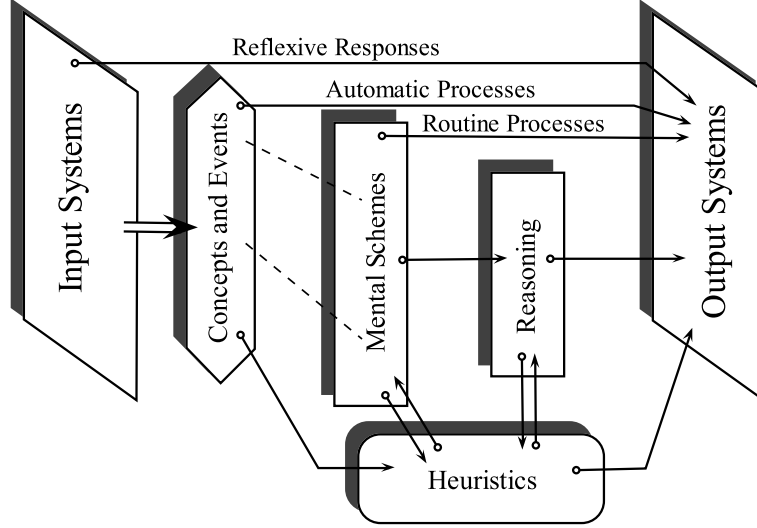 Reflexive Responses
Automatic Processes
Routine Processes
Input Systems
Concepts and Events
Mental Schemes
Reasoning
Output Systems
Heuristics